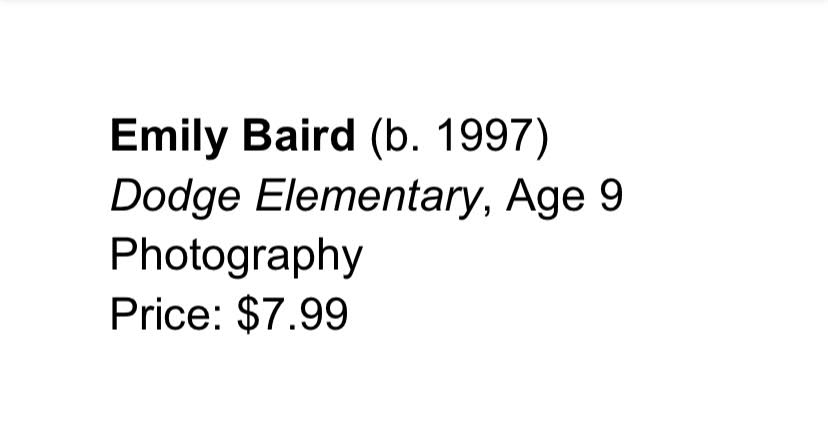 Emily Baird (b. 1997)
Dodge Elementary, Age 9
Photography
Price: $7.99